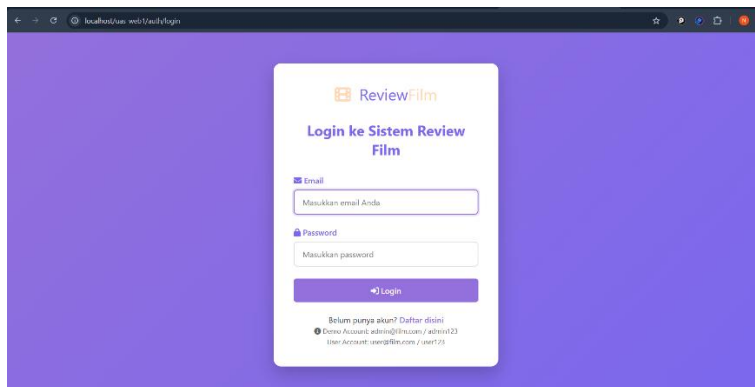 localhost/uas web1/auth/login
N
ReviewFilm
Login ke Sistem Review
Film
Email
Masukkan email Anda
Password
Masukkan password
Login
Belum punya akun? Daftar disini
Demo Account: admin@film.com / admin123
User Account: user@film.com / user123